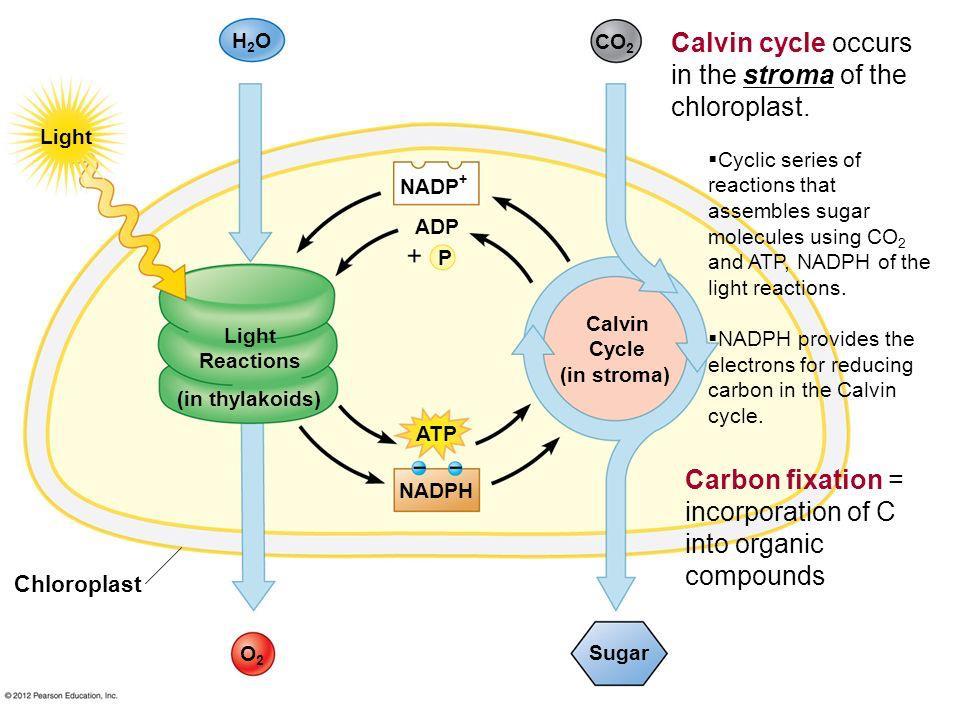 H₂O
CO₂
Calvin cycle occurs
in the stroma of the
chloroplast.
Light
▪Cyclic series of
reactions that
assembles sugar
molecules using CO₂
and ATP, NADPH of the
light reactions.
▪NADPH provides the
electrons for reducing
carbon in the Calvin
cycle.
NADP⁺
ADP
+ P
Light
Reactions
(in thylakoids)
Calvin
Cycle
(in stroma)
ATP
– –
NADPH
Carbon fixation =
incorporation of C
into organic
compounds
Chloroplast
O₂
Sugar
© 2012 Pearson Education, Inc.